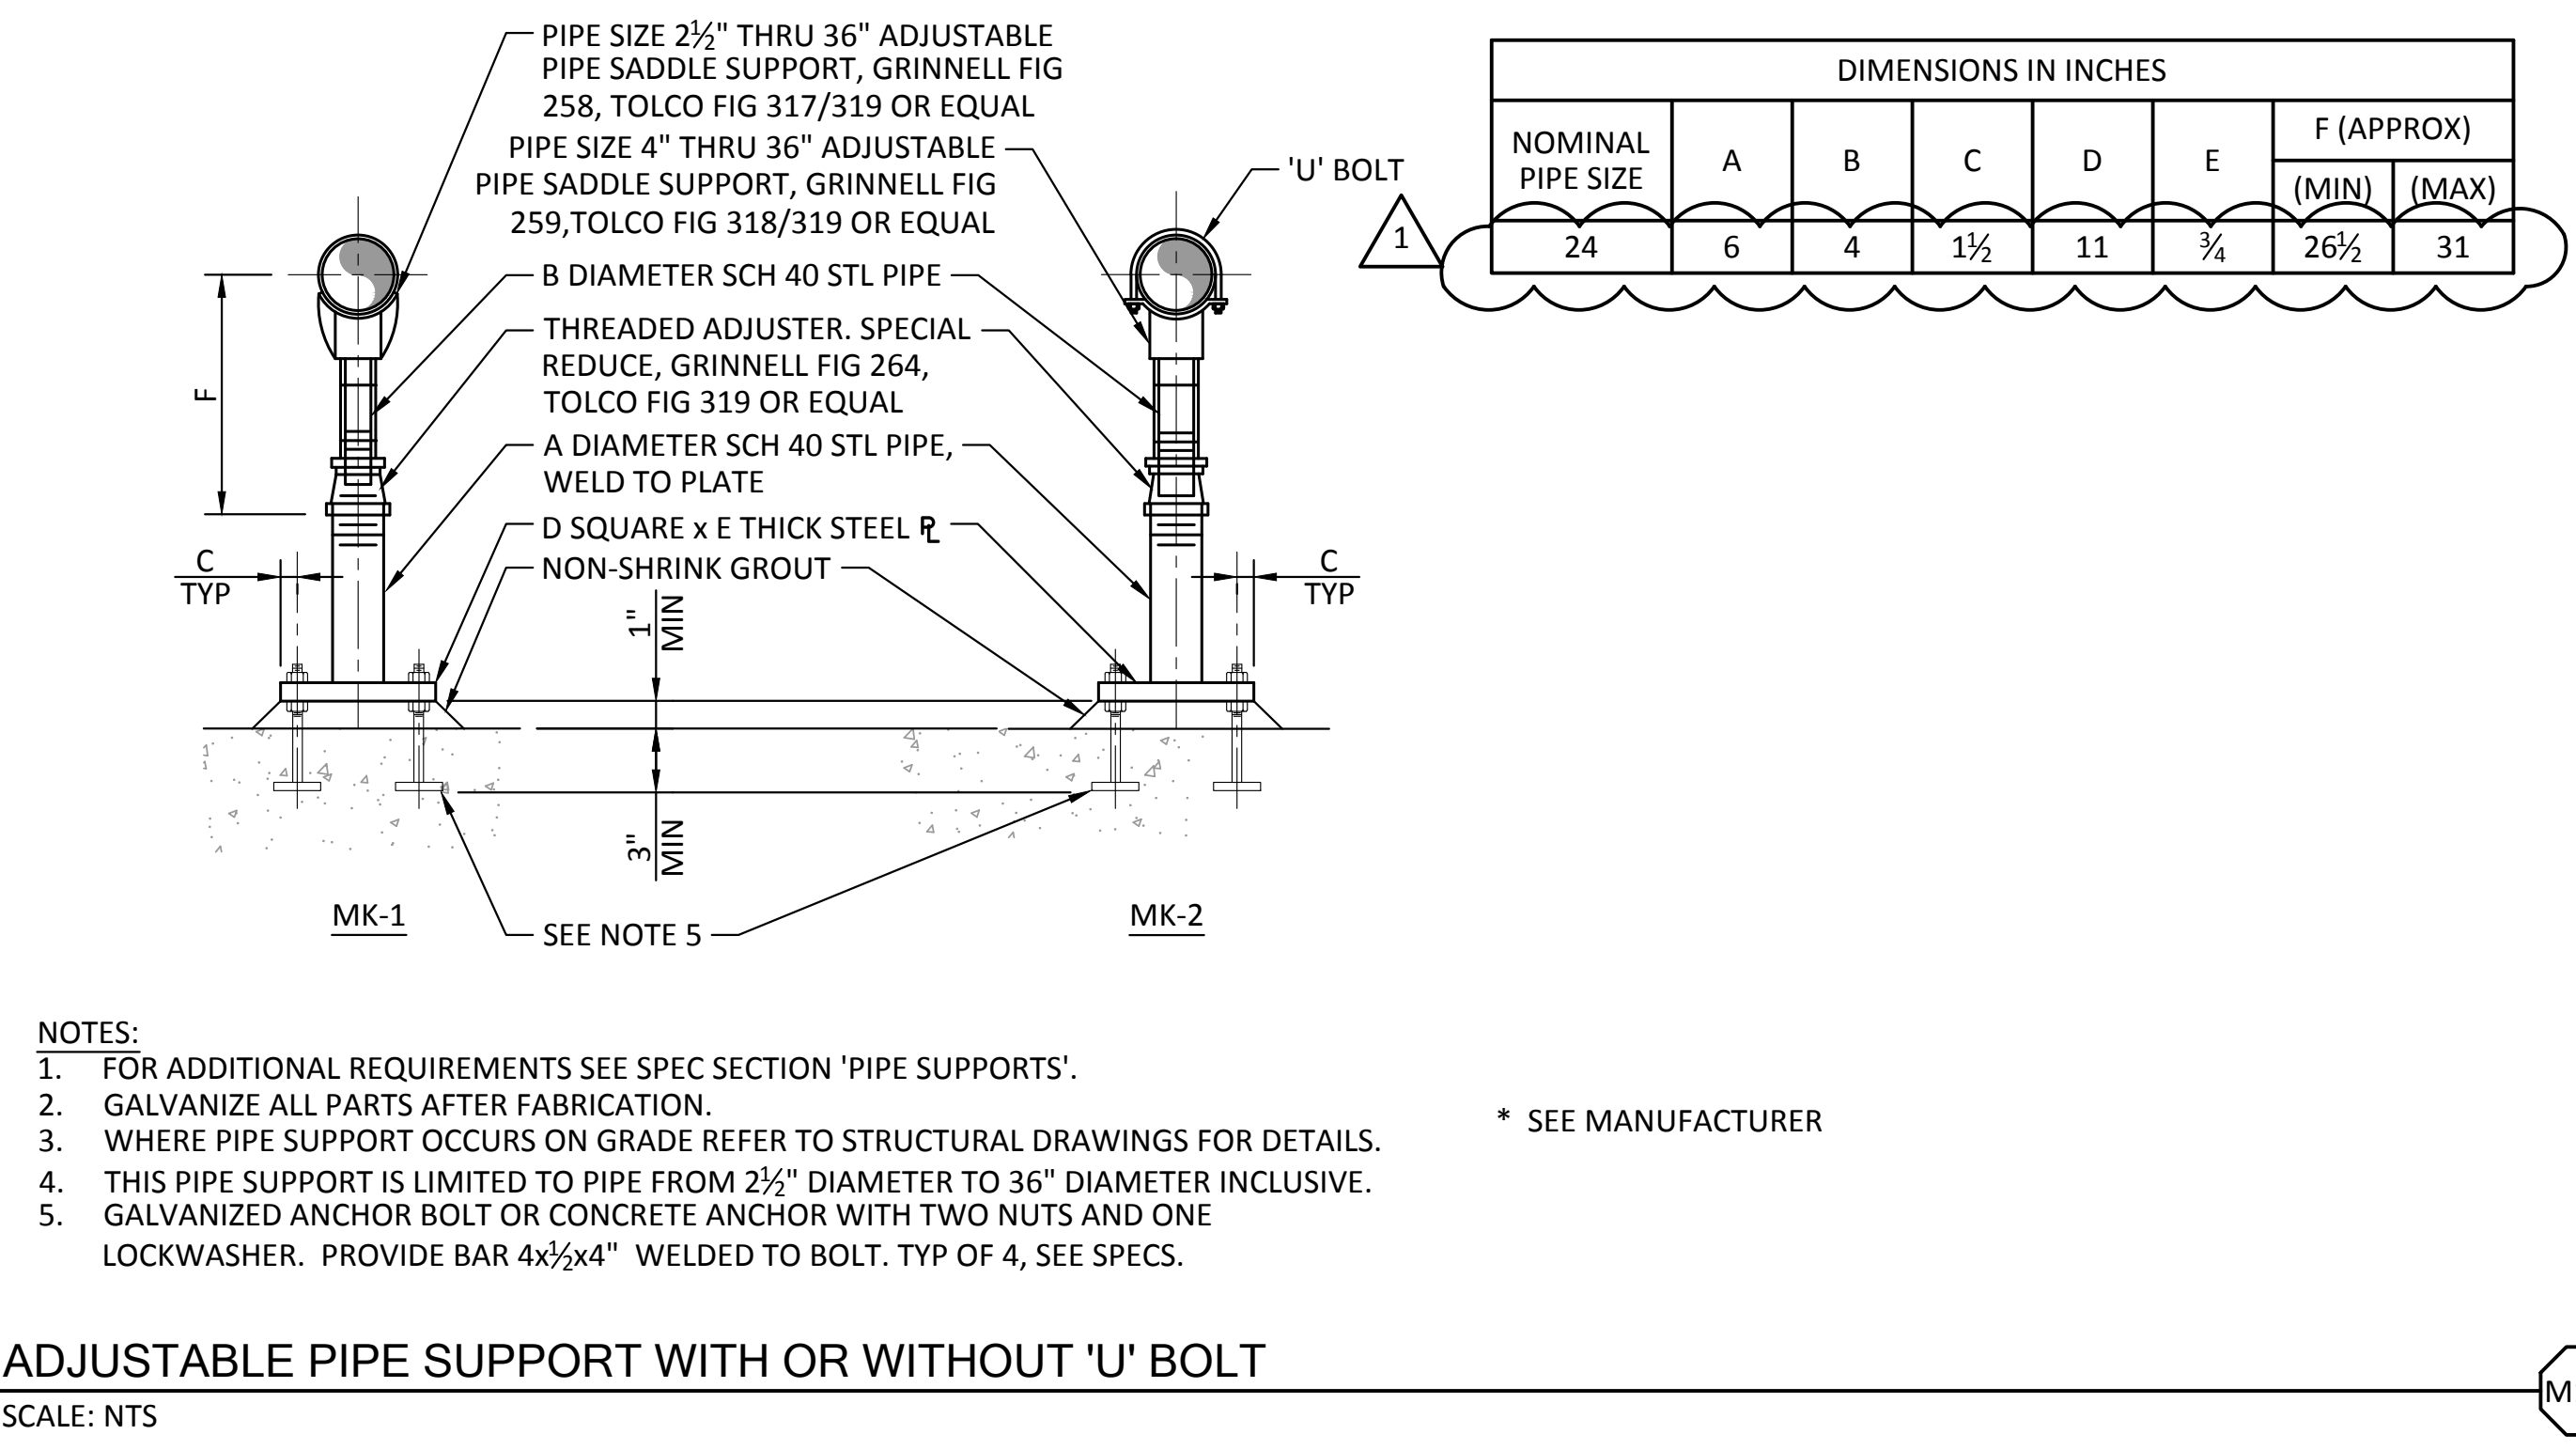 PIPE SIZE 2½" THRU 36" ADJUSTABLE
PIPE SADDLE SUPPORT, GRINNELL FIG
258, TOLCO FIG 317/319 OR EQUAL
PIPE SIZE 4" THRU 36" ADJUSTABLE
PIPE SADDLE SUPPORT, GRINNELL FIG
259,TOLCO FIG 318/319 OR EQUAL
'U' BOLT
B DIAMETER SCH 40 STL PIPE
THREADED ADJUSTER. SPECIAL
REDUCE, GRINNELL FIG 264,
TOLCO FIG 319 OR EQUAL
A DIAMETER SCH 40 STL PIPE,
WELD TO PLATE
D SQUARE x E THICK STEEL ℄
NON-SHRINK GROUT
F
C
TYP
C
TYP
1"
MIN
3"
MIN
MK-1
SEE NOTE 5
MK-2
DIMENSIONS IN INCHES
NOMINAL PIPE SIZE A B C D E F (APPROX)
(MIN) (MAX)
1
24 6 4 1½ 11 ¾ 26½ 31
NOTES:
1. FOR ADDITIONAL REQUIREMENTS SEE SPEC SECTION 'PIPE SUPPORTS'.
2. GALVANIZE ALL PARTS AFTER FABRICATION.
3. WHERE PIPE SUPPORT OCCURS ON GRADE REFER TO STRUCTURAL DRAWINGS FOR DETAILS.
4. THIS PIPE SUPPORT IS LIMITED TO PIPE FROM 2½" DIAMETER TO 36" DIAMETER INCLUSIVE.
5. GALVANIZED ANCHOR BOLT OR CONCRETE ANCHOR WITH TWO NUTS AND ONE
LOCKWASHER. PROVIDE BAR 4x½x4" WELDED TO BOLT. TYP OF 4, SEE SPECS.
* SEE MANUFACTURER
ADJUSTABLE PIPE SUPPORT WITH OR WITHOUT 'U' BOLT
SCALE: NTS
M